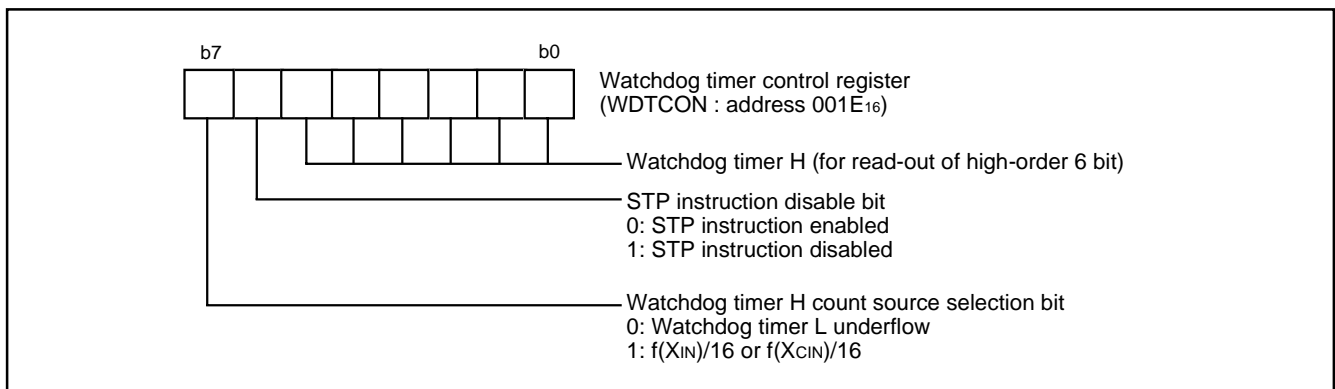 b7 b0
Watchdog timer control register
(WDTCON : address 001E16)
Watchdog timer H (for read-out of high-order 6 bit)
STP instruction disable bit
0: STP instruction enabled
1: STP instruction disabled
Watchdog timer H count source selection bit
0: Watchdog timer L underflow
1: f(XIN)/16 or f(XCIN)/16